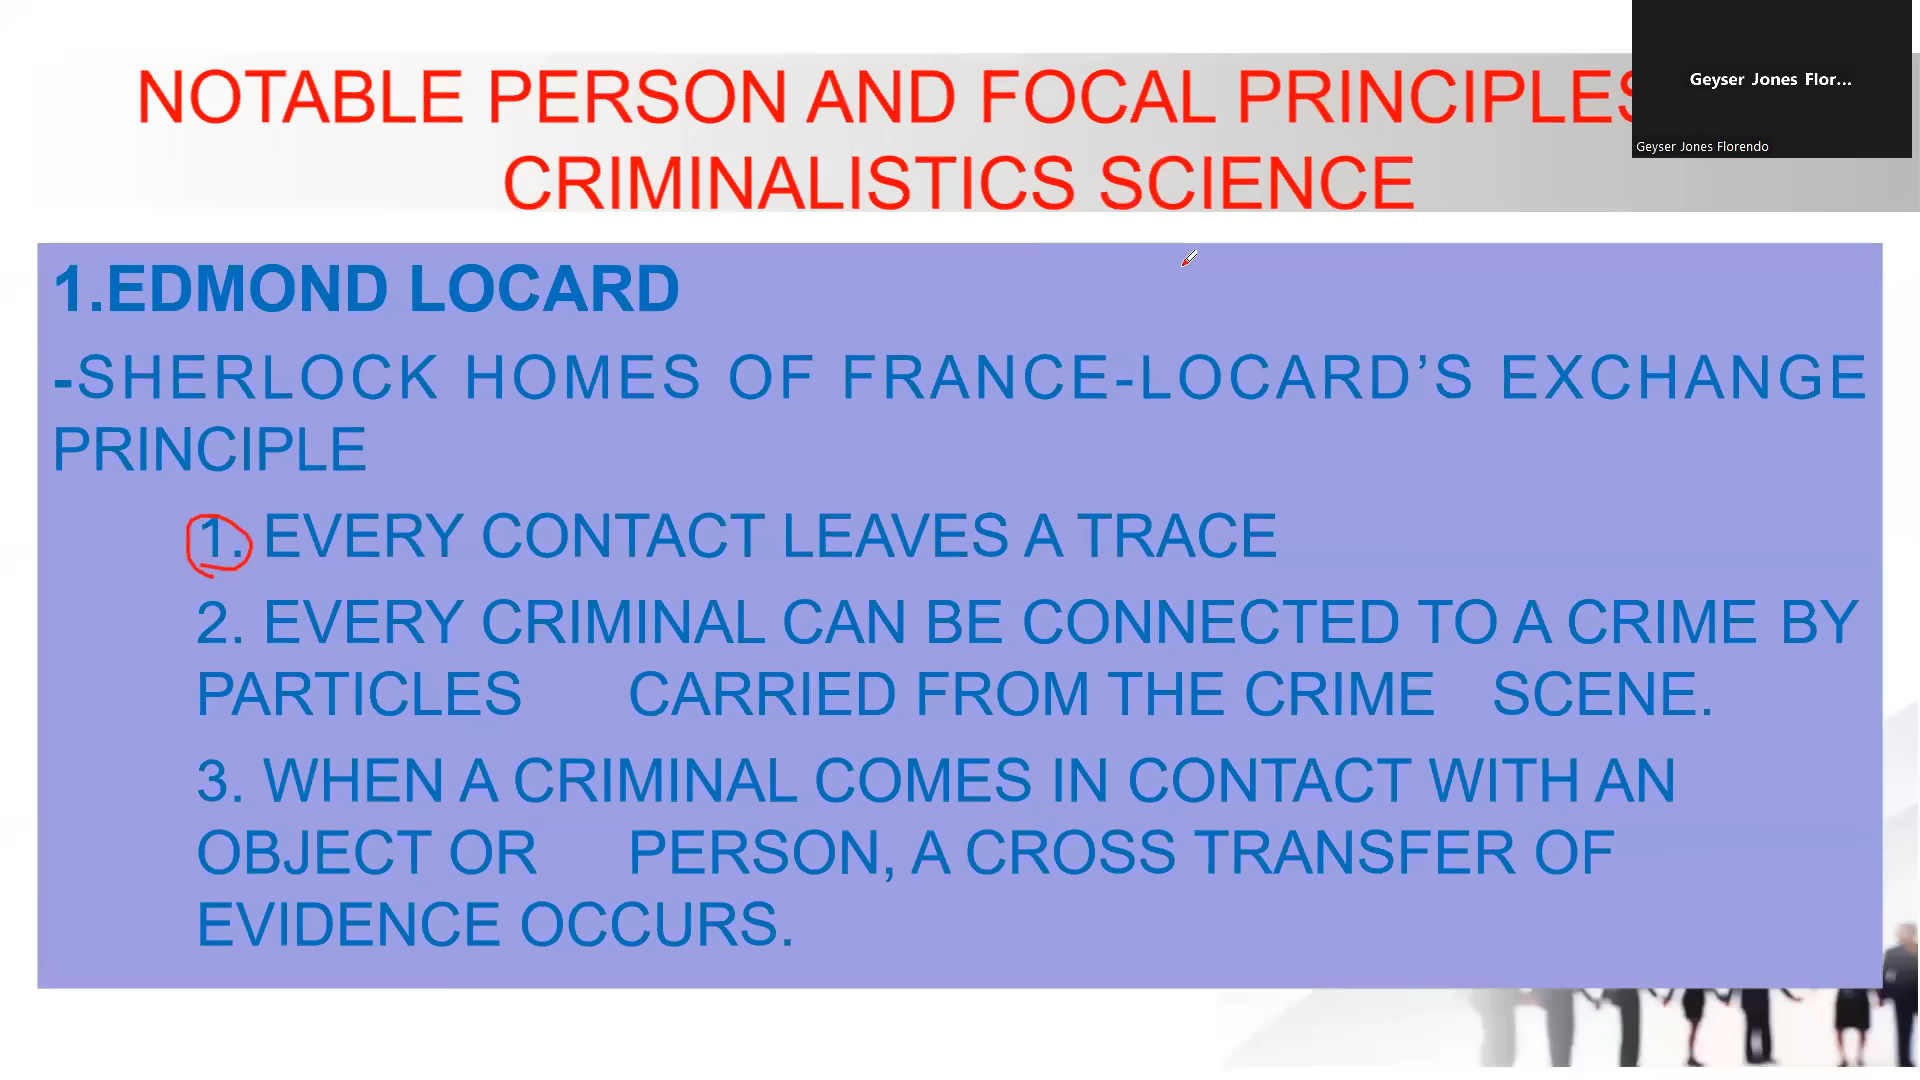 NOTABLE PERSON AND FOCAL PRINCIPLES
CRIMINALISTICS SCIENCE
Geyser Jones Flor...
Geyser Jones Florendo
1.EDMOND LOCARD
-SHERLOCK HOMES OF FRANCE-LOCARD’S EXCHANGE
PRINCIPLE
1. EVERY CONTACT LEAVES A TRACE
2. EVERY CRIMINAL CAN BE CONNECTED TO A CRIME BY
PARTICLES CARRIED FROM THE CRIME SCENE.
3. WHEN A CRIMINAL COMES IN CONTACT WITH AN
OBJECT OR PERSON, A CROSS TRANSFER OF
EVIDENCE OCCURS.